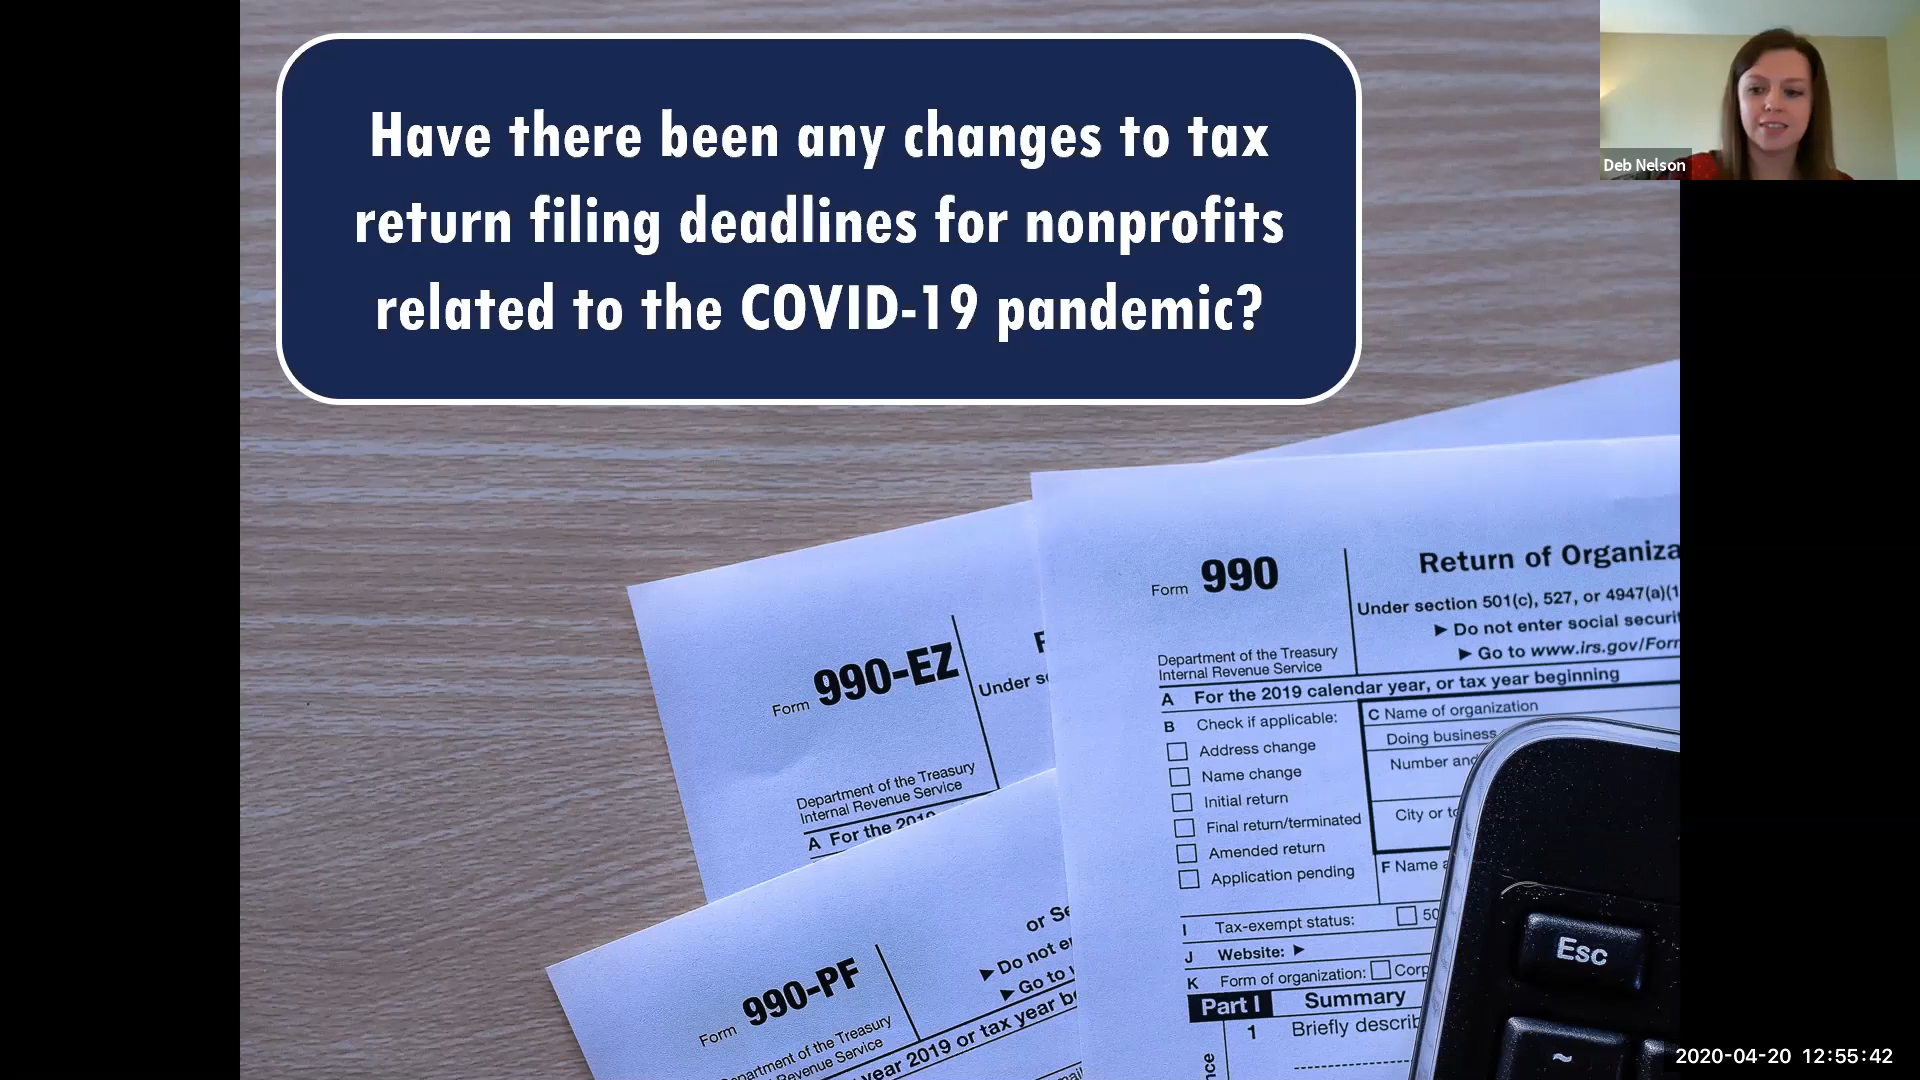 Have there been any changes to tax
return filing deadlines for nonprofits
related to the COVID-19 pandemic?
Deb Nelson
Form 990
Return of Organiza
Under section 501(c), 527, or 4947(a)(1
► Do not enter social securit
► Go to www.irs.gov/Forn
Department of the Treasury
Internal Revenue Service
A For the 2019 calendar year, or tax year beginning
B Check if applicable:
Address change
Name change
Initial return
Final return/terminated
Amended return
Application pending
C Name of organization
Doing business
Number and
City or to
F Name a
I Tax-exempt status:
50
J Website: ►
K Form of organization:
Corp
Part I Summary
1 Briefly describ
Form 990-EZ
Under se
Department of the Treasury
Internal Revenue Service
A For the 2019
Form 990-PF
or Se
► Do not en
► Go to
Department of the Treasury
Revenue Service
year 2019 or tax year be
Esc
~
2020-04-20 12:55:42